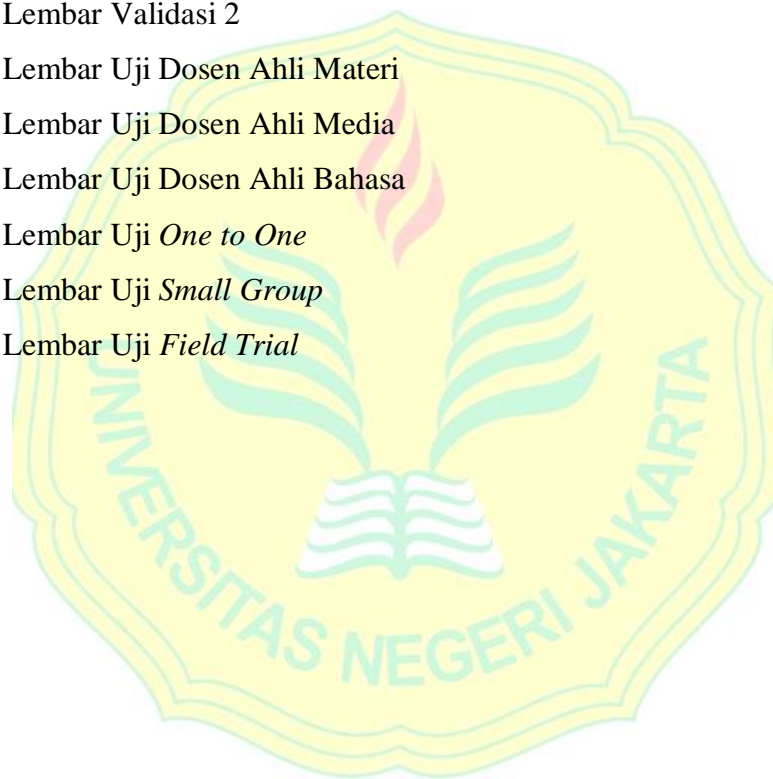 Lembar Validasi 2
Lembar Uji Dosen Ahli Materi
Lembar Uji Dosen Ahli Media
Lembar Uji Dosen Ahli Bahasa
Lembar Uji One to One
Lembar Uji Small Group
Lembar Uji Field Trial
UNIVERSITAS NEGERI JAKARTA